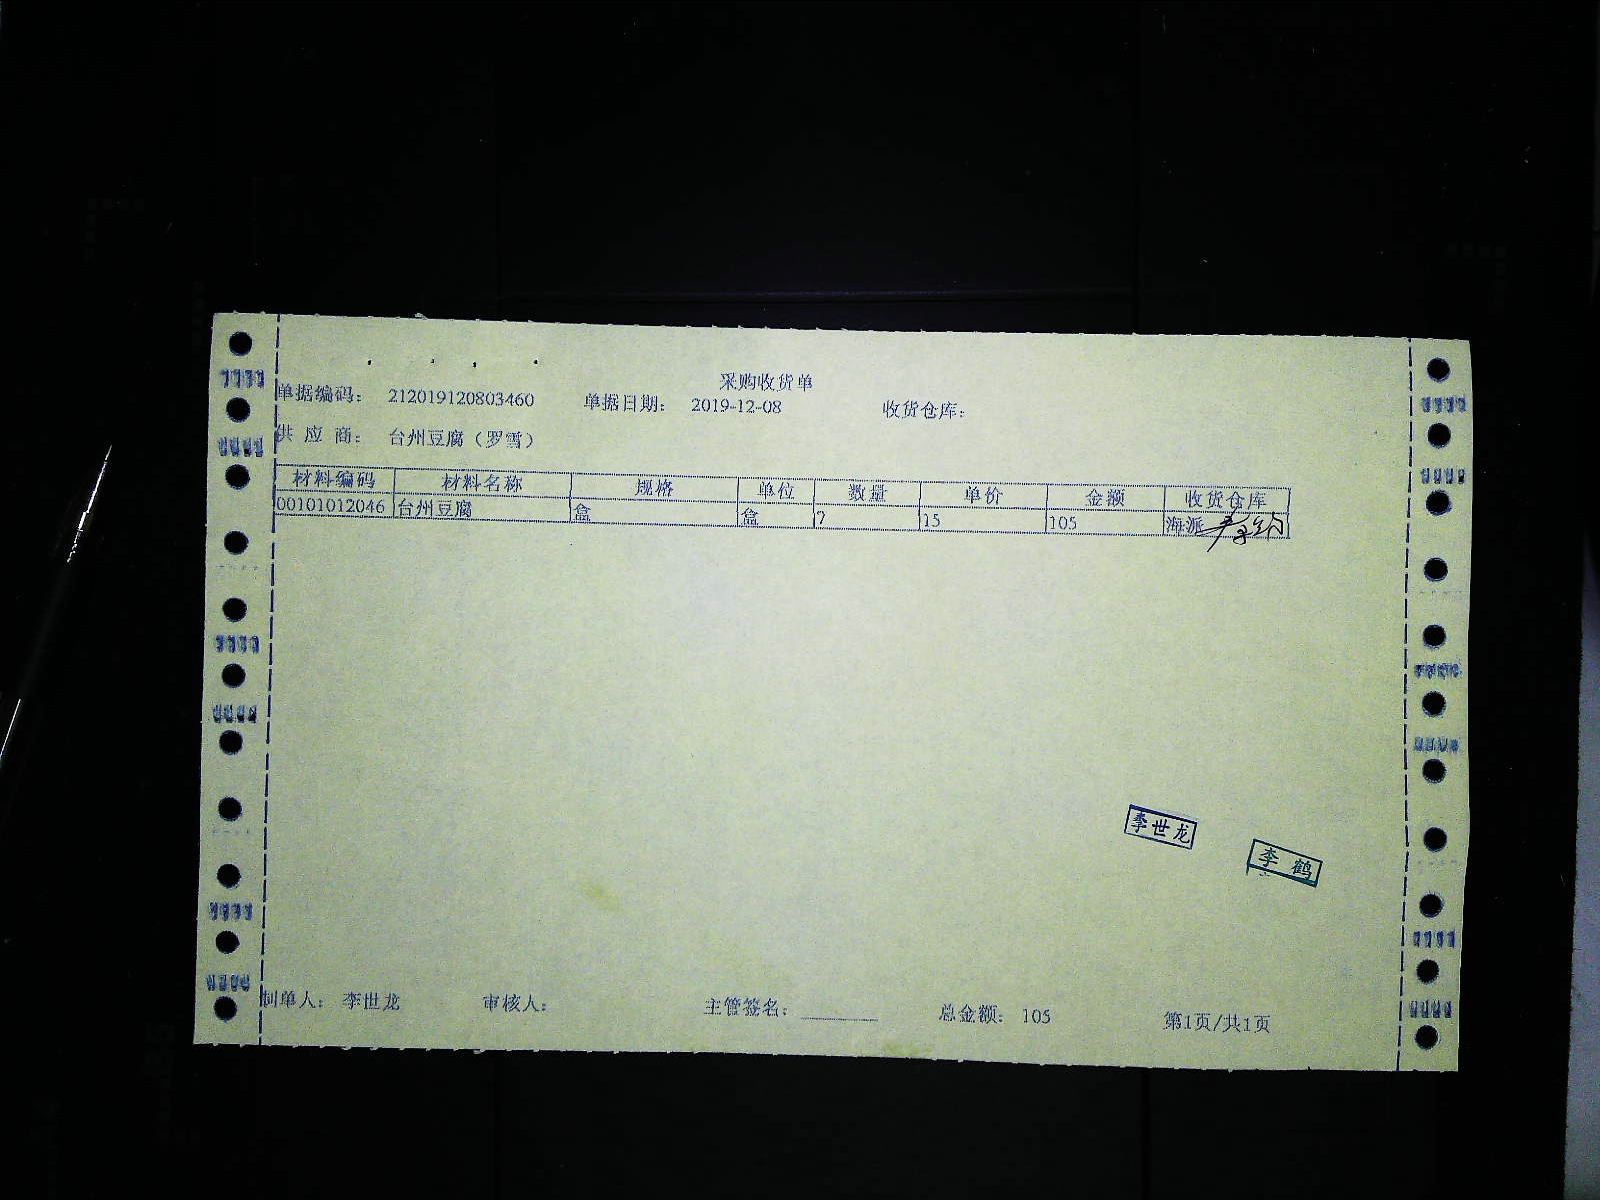 采购收货单
单据编码： 212019120803460 单据日期： 2019-12-08 收货仓库：
供应商： 台州豆腐（罗雪）
材料编码 材料名称 规格 单位 数量 单价 金额 收货仓库
00101012046 台州豆腐 盒 盒 7 15 105 海派
李世龙
李鹤
制单人： 李世龙 审核人： 主管签名： 总金额： 105 第1页/共1页